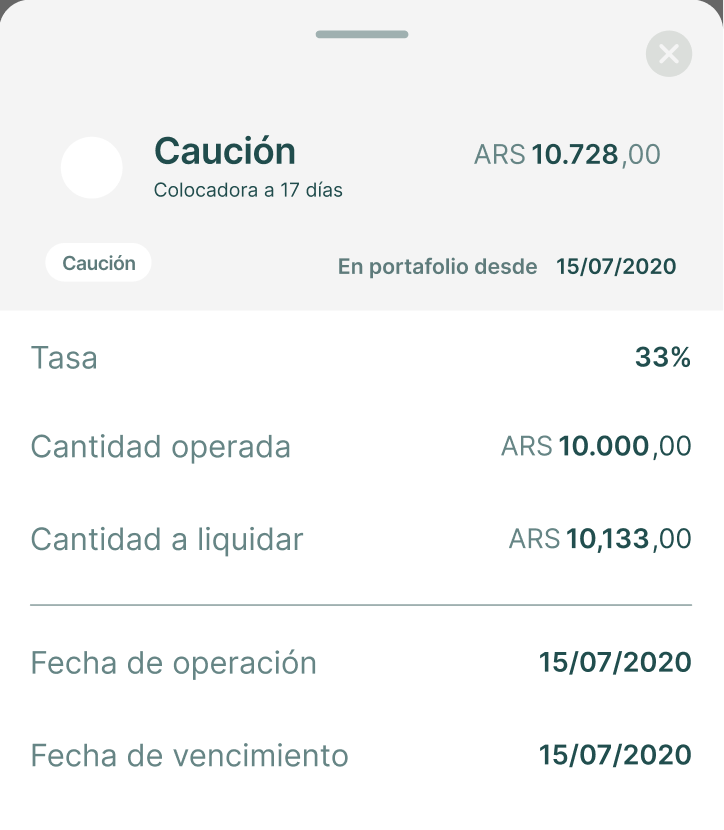 Caución
ARS 10.728,00
Colocadora a 17 días
Caución
En portafolio desde 15/07/2020
Tasa 33%
Cantidad operada ARS 10.000,00
Cantidad a liquidar ARS 10,133,00
Fecha de operación 15/07/2020
Fecha de vencimiento 15/07/2020